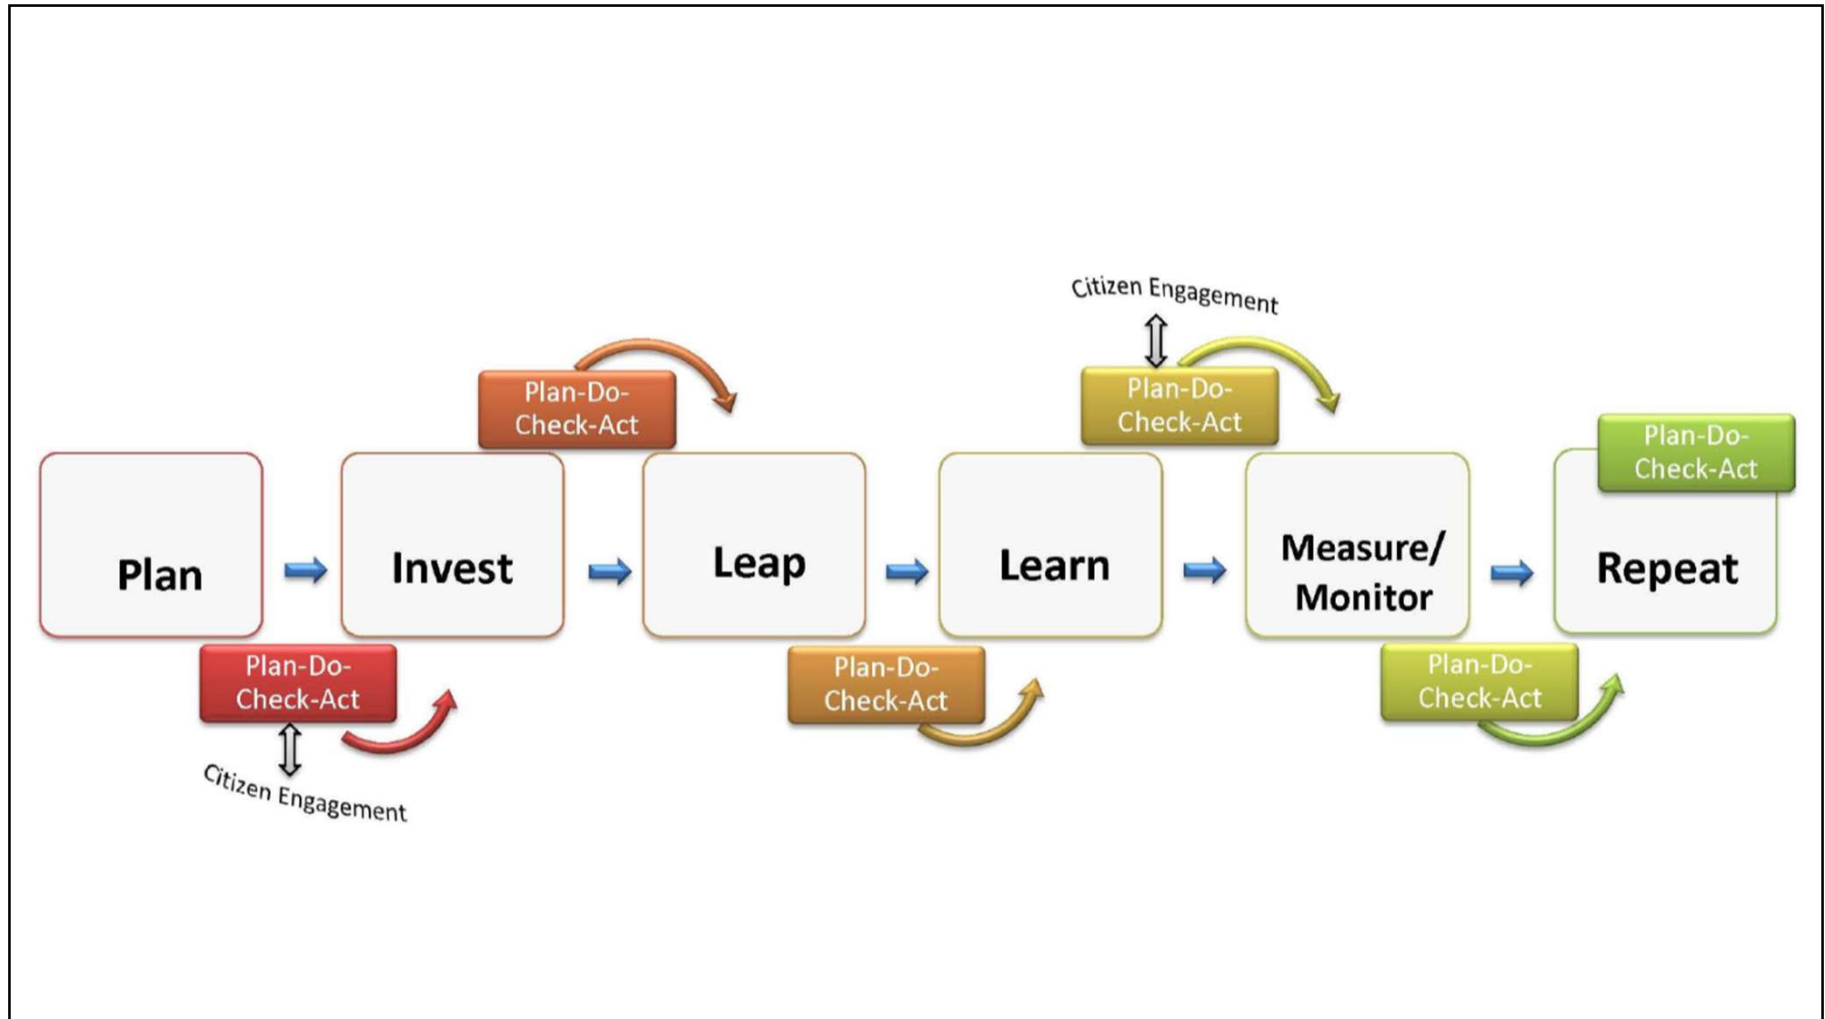 Citizen Engagement
Plan-Do-
Check-Act
Plan-Do-
Check-Act
Plan-Do-
Check-Act
Plan
Invest
Leap
Learn
Measure/
Monitor
Repeat
Plan-Do-
Check-Act
Plan-Do-
Check-Act
Plan-Do-
Check-Act
Citizen Engagement